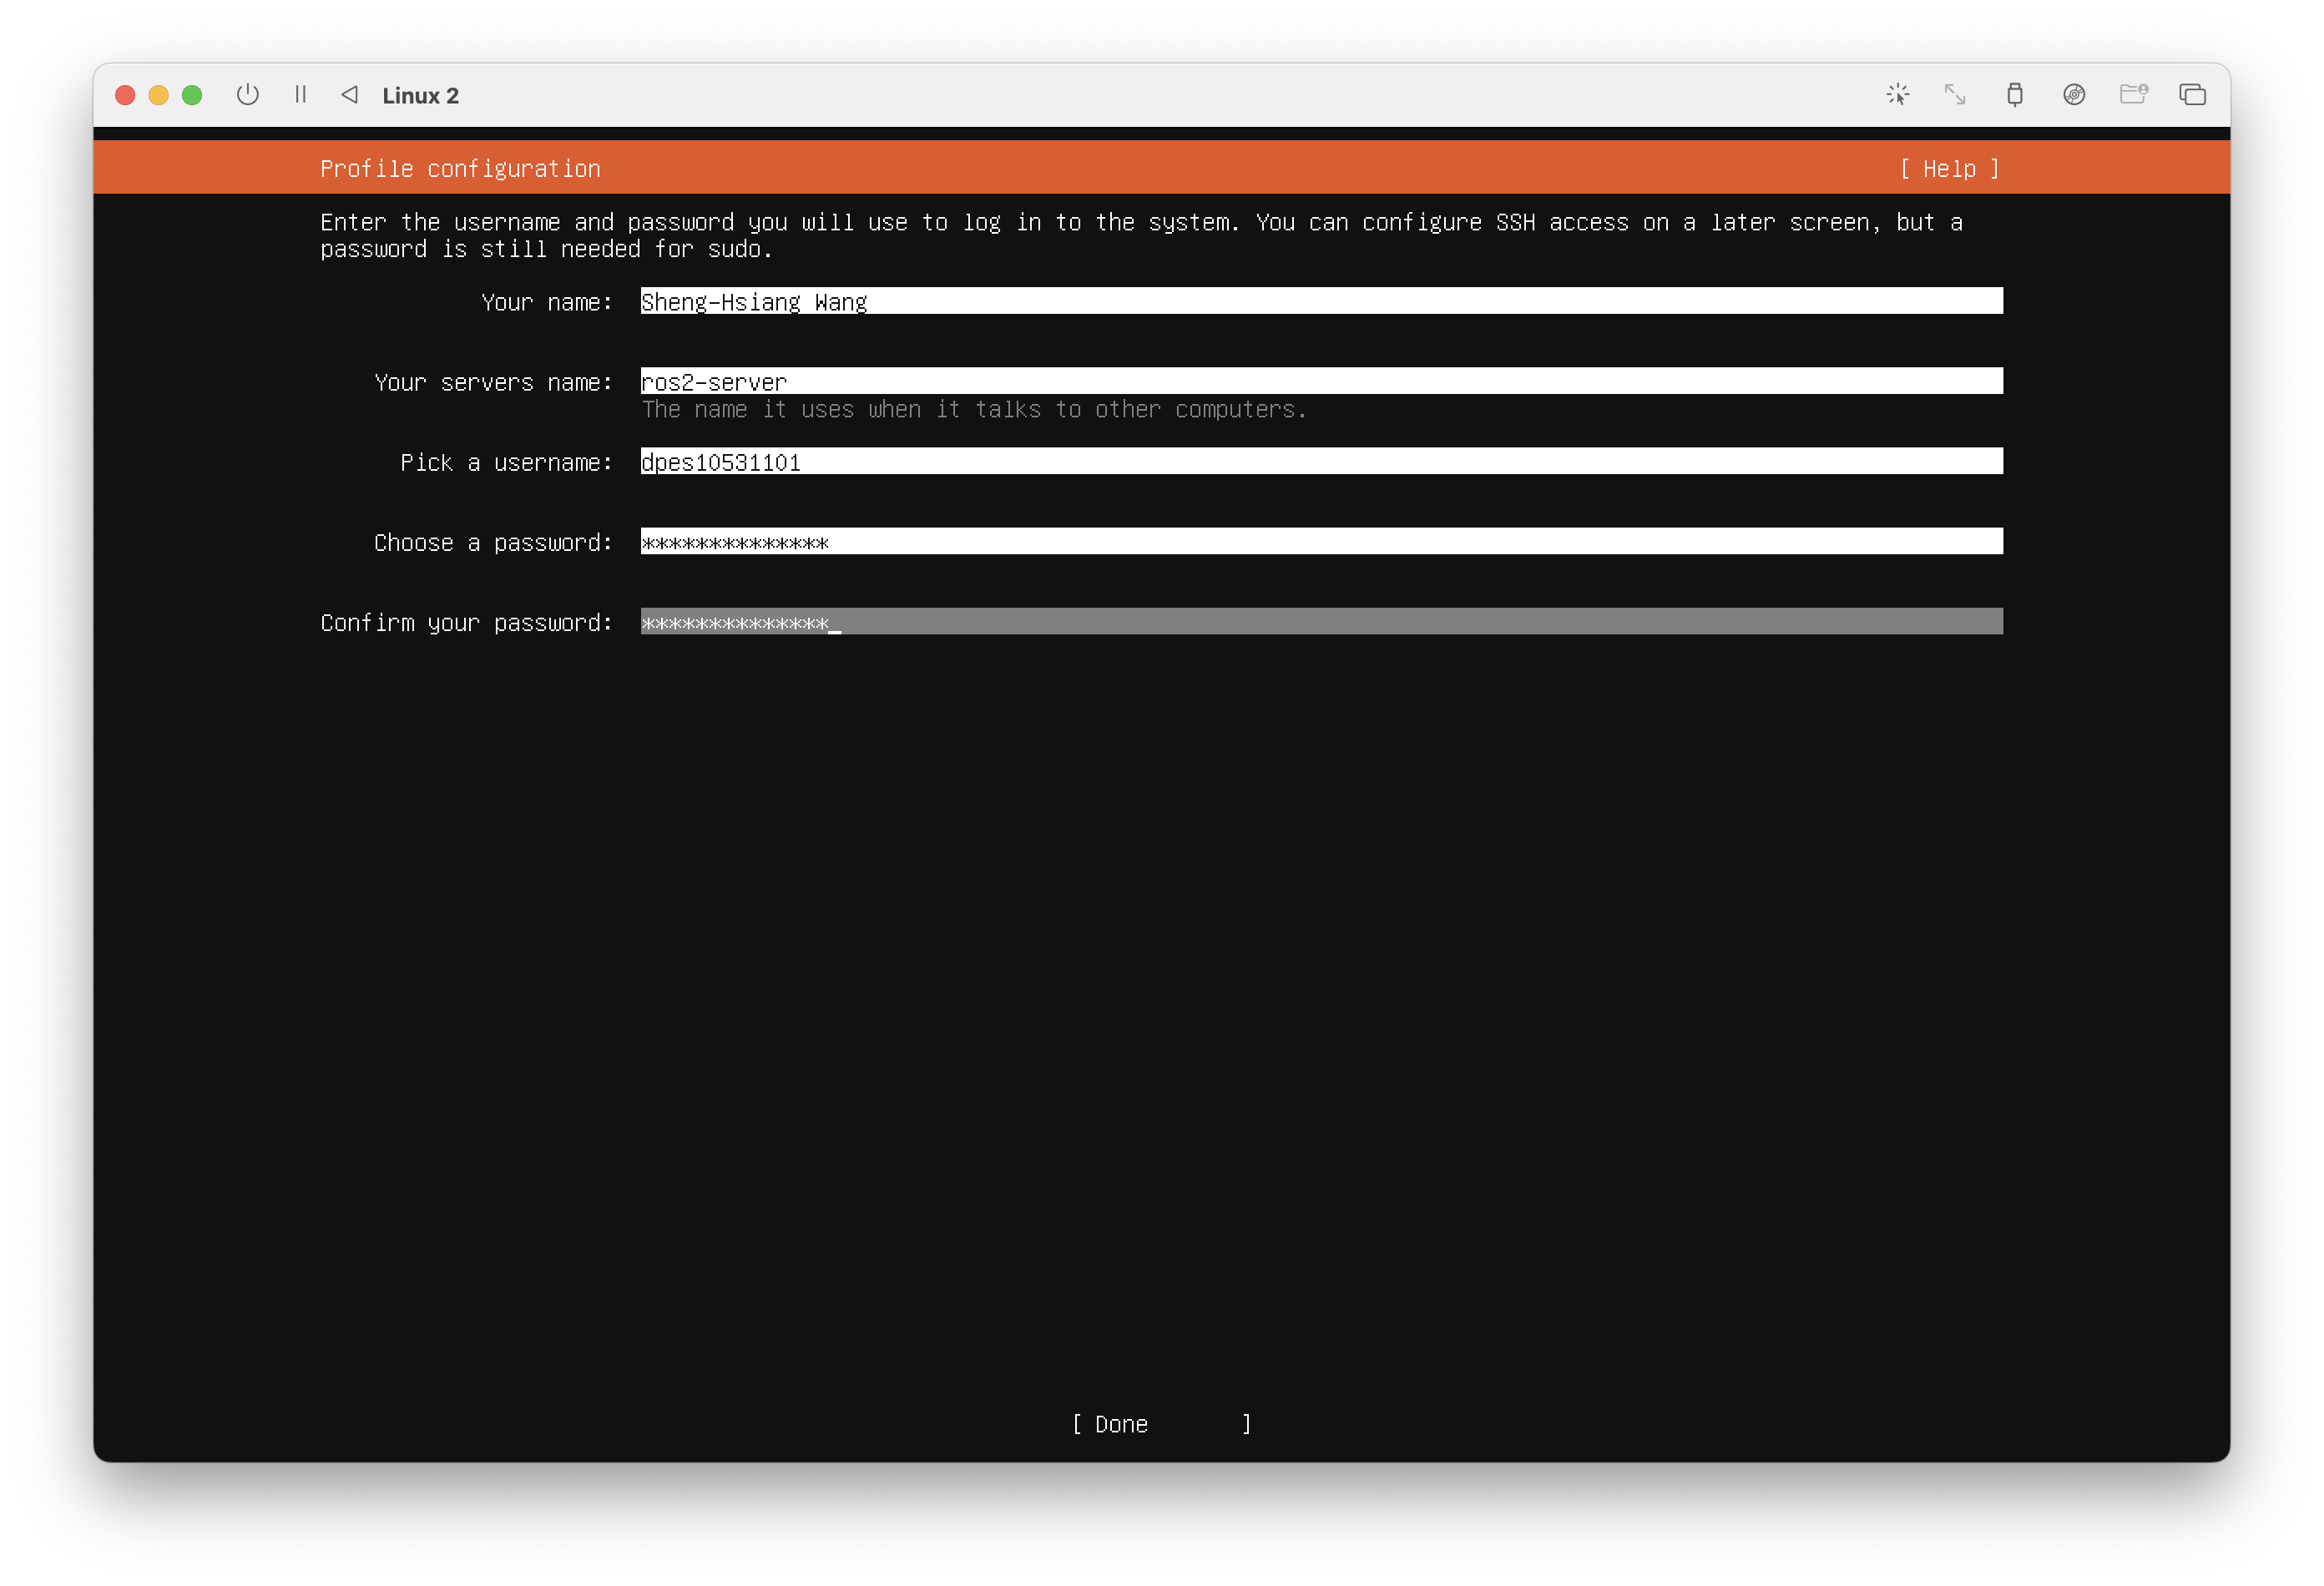 Linux 2
Profile configuration [ Help ]
Enter the username and password you will use to log in to the system. You can configure SSH access on a later screen, but a
password is still needed for sudo.
Your name: Sheng-Hsiang Wang
Your servers name: ros2-server
The name it uses when it talks to other computers.
Pick a username: dpes10531101
Choose a password: **************
Confirm your password: **************_
[ Done ]